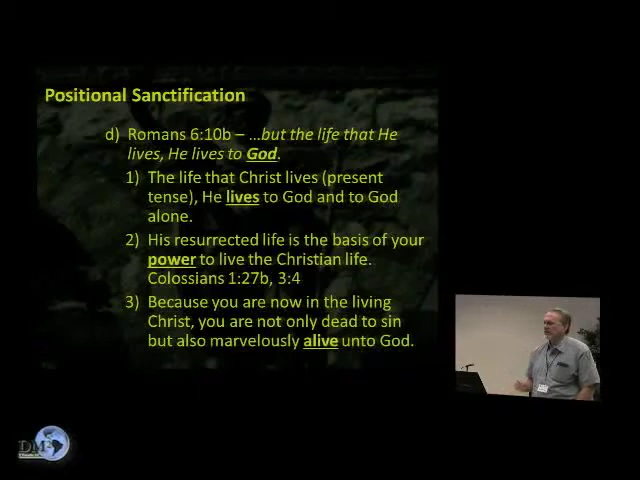 Positional Sanctification
d) Romans 6:10b – …but the life that He
lives, He lives to God.
1) The life that Christ lives (present
tense), He lives to God and to God
alone.
2) His resurrected life is the basis of your
power to live the Christian life.
Colossians 1:27b, 3:4
3) Because you are now in the living
Christ, you are not only dead to sin
but also marvelously alive unto God.
DM2